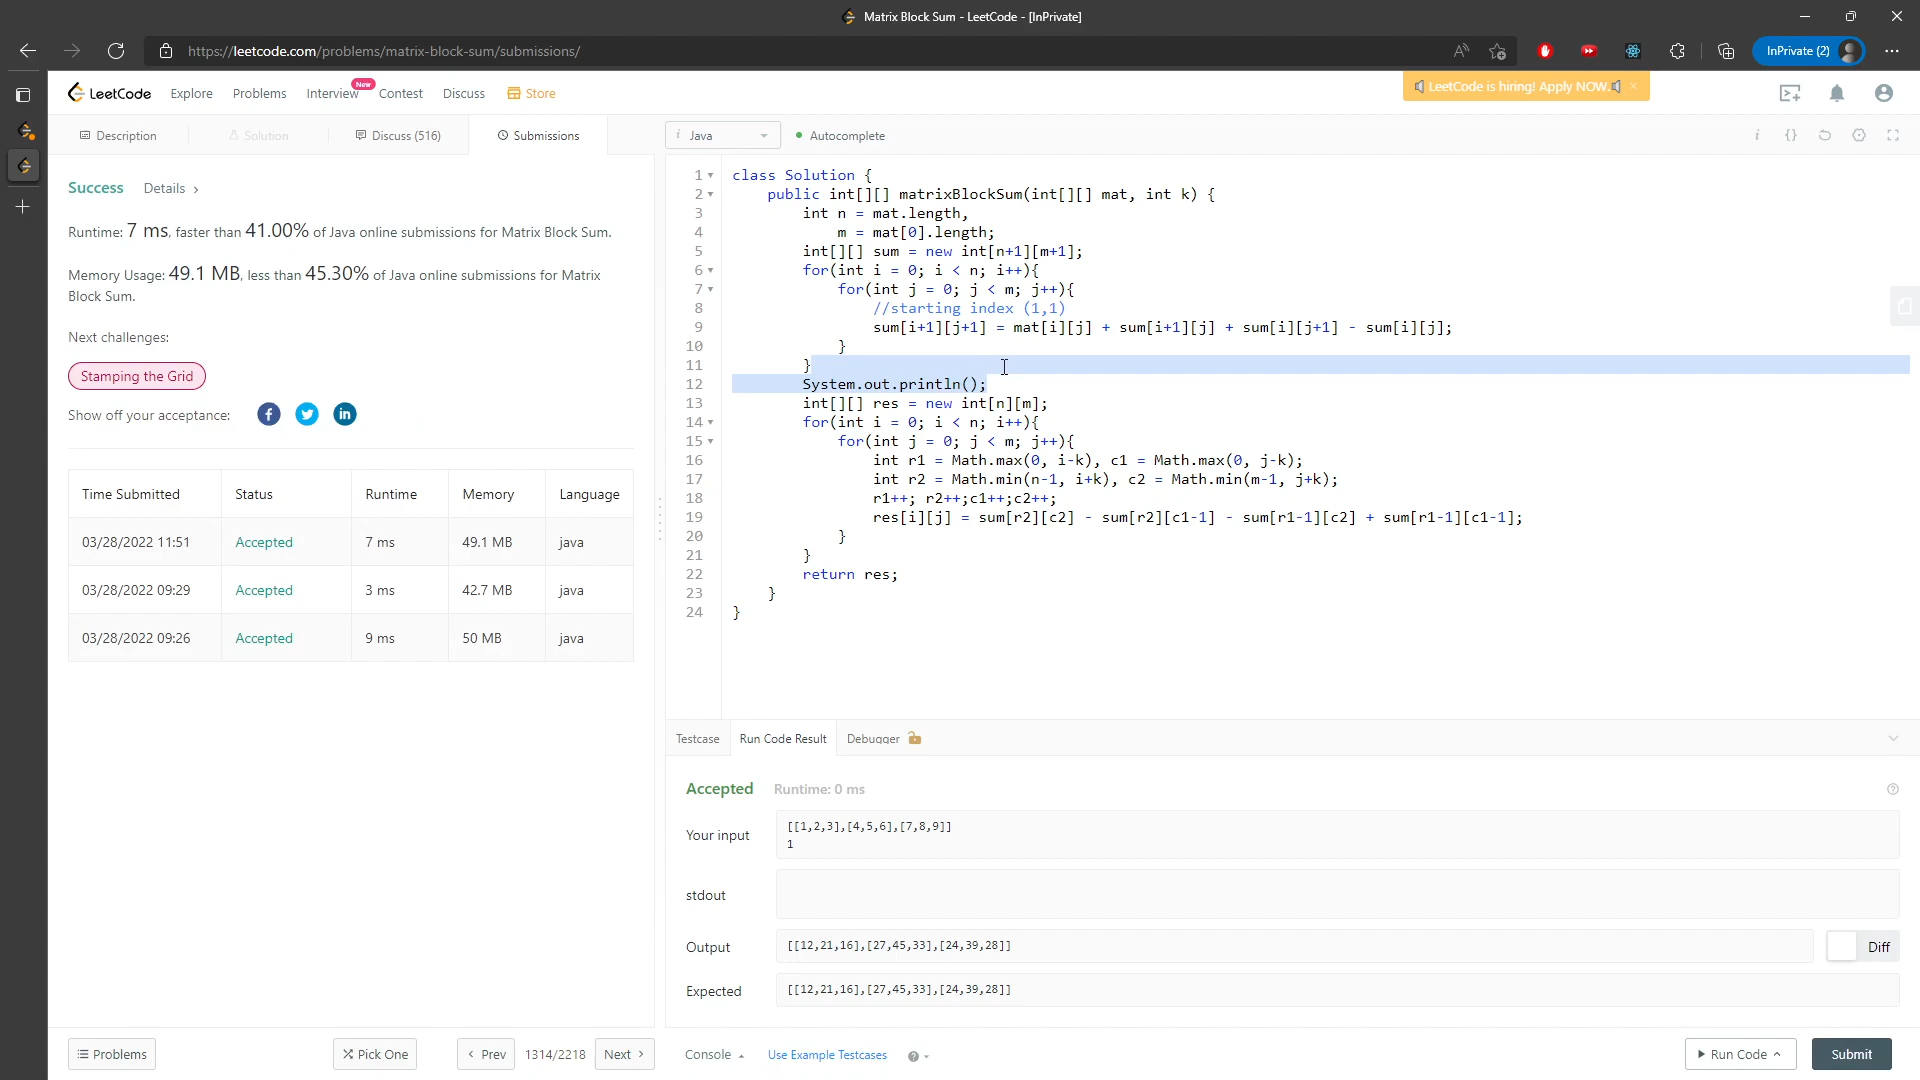 Matrix Block Sum - LeetCode - [InPrivate]
https://leetcode.com/problems/matrix-block-sum/submissions/
InPrivate (2)
LeetCode
Explore
Problems
Interview
New
Contest
Discuss
Store
LeetCode is hiring! Apply NOW.
Description
Solution
Discuss (516)
Submissions
i Java
Autocomplete
Success
Details >
Runtime: 7 ms, faster than 41.00% of Java online submissions for Matrix Block Sum.
Memory Usage: 49.1 MB, less than 45.30% of Java online submissions for Matrix
Block Sum.
Next challenges:
Stamping the Grid
Show off your acceptance:
Time Submitted Status Runtime Memory Language
03/28/2022 11:51 Accepted 7 ms 49.1 MB java
03/28/2022 09:29 Accepted 3 ms 42.7 MB java
03/28/2022 09:26 Accepted 9 ms 50 MB java
1 class Solution {
2 public int[][] matrixBlockSum(int[][] mat, int k) {
3 int n = mat.length,
4 m = mat[0].length;
5 int[][] sum = new int[n+1][m+1];
6 for(int i = 0; i < n; i++){
7 for(int j = 0; j < m; j++){
8 //starting index (1,1)
9 sum[i+1][j+1] = mat[i][j] + sum[i+1][j] + sum[i][j+1] - sum[i][j];
10 }
11 }
12 System.out.println();
13 int[][] res = new int[n][m];
14 for(int i = 0; i < n; i++){
15 for(int j = 0; j < m; j++){
16 int r1 = Math.max(0, i-k), c1 = Math.max(0, j-k);
17 int r2 = Math.min(n-1, i+k), c2 = Math.min(m-1, j+k);
18 r1++; r2++;c1++;c2++;
19 res[i][j] = sum[r2][c2] - sum[r2][c1-1] - sum[r1-1][c2] + sum[r1-1][c1-1];
20 }
21 }
22 return res;
23 }
24 }
Testcase
Run Code Result
Debugger
Accepted
Runtime: 0 ms
Your input
[[1,2,3],[4,5,6],[7,8,9]]
1
stdout
Output
[[12,21,16],[27,45,33],[24,39,28]]
Diff
Expected
[[12,21,16],[27,45,33],[24,39,28]]
Problems
Pick One
< Prev
1314/2218
Next >
Console
Use Example Testcases
Run Code
Submit